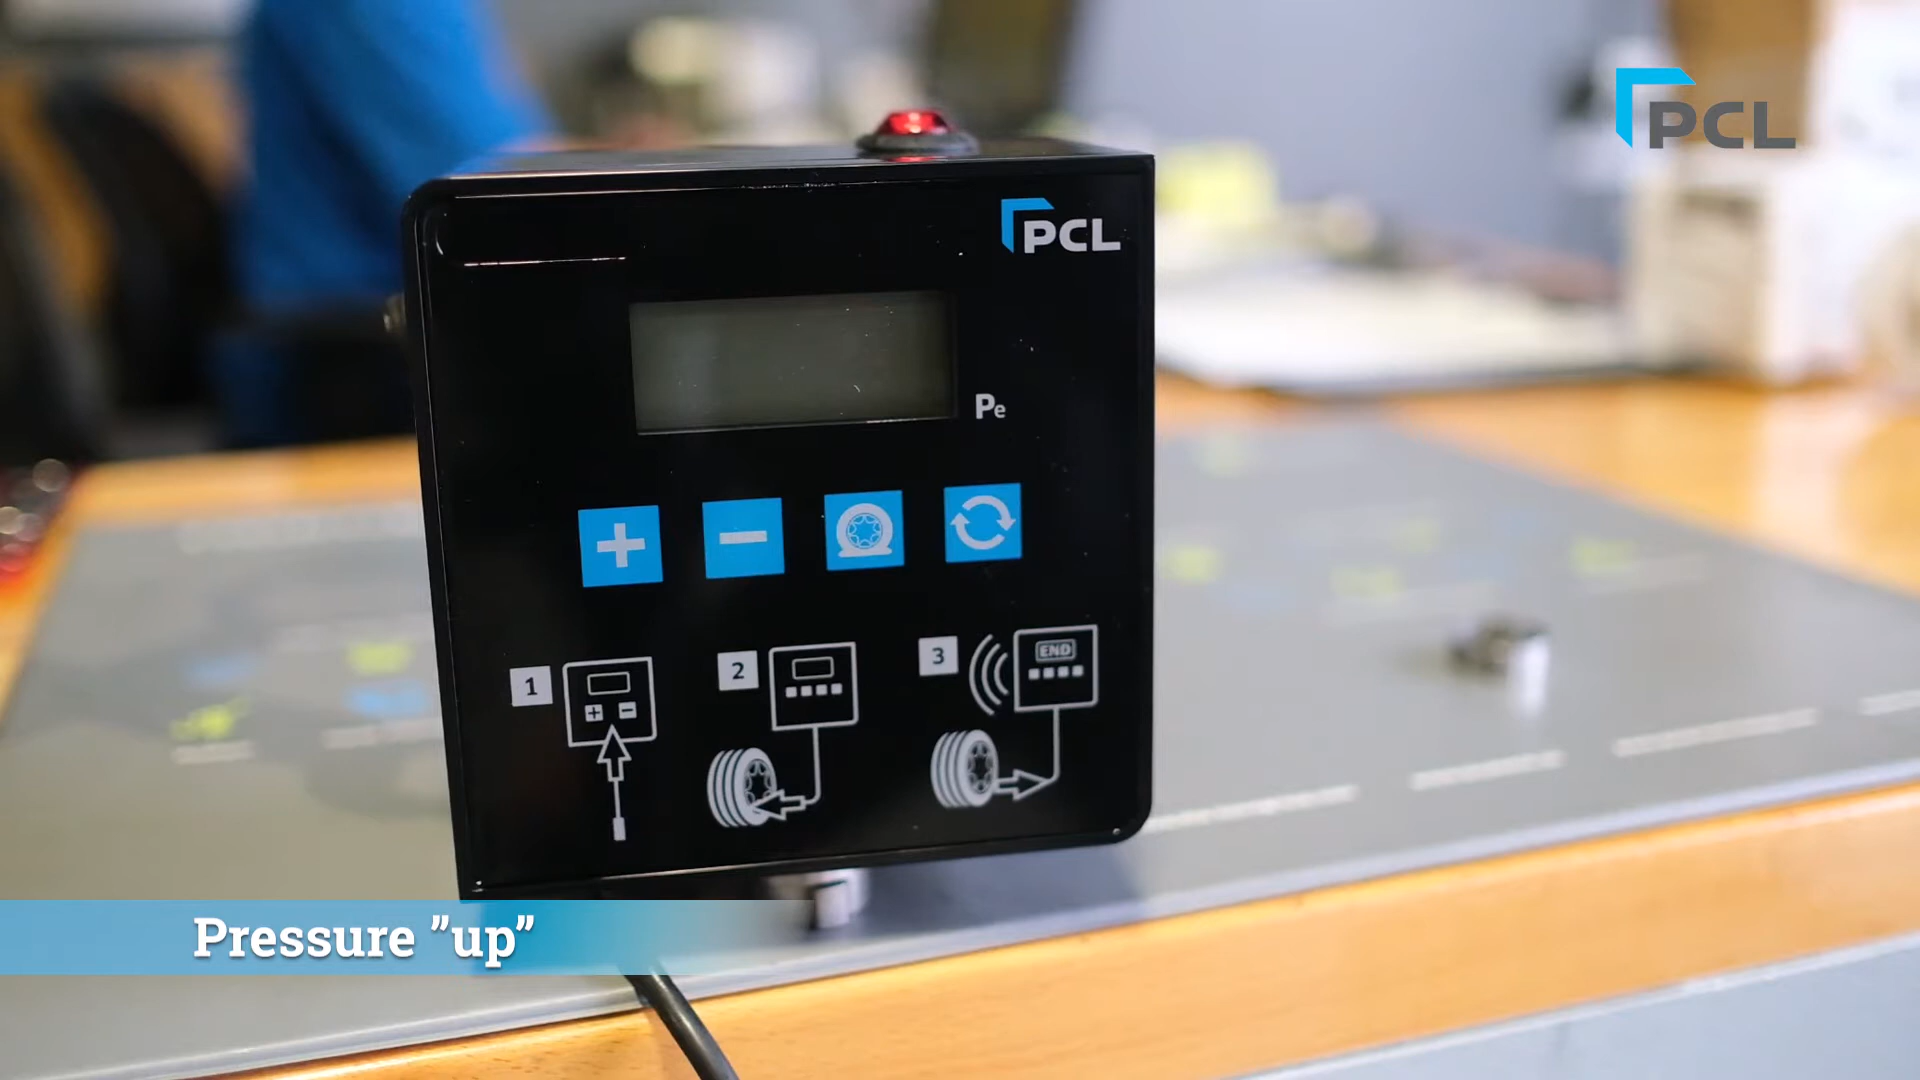 PCL
PCL
Pe
1
2
3
END
Pressure ”up”